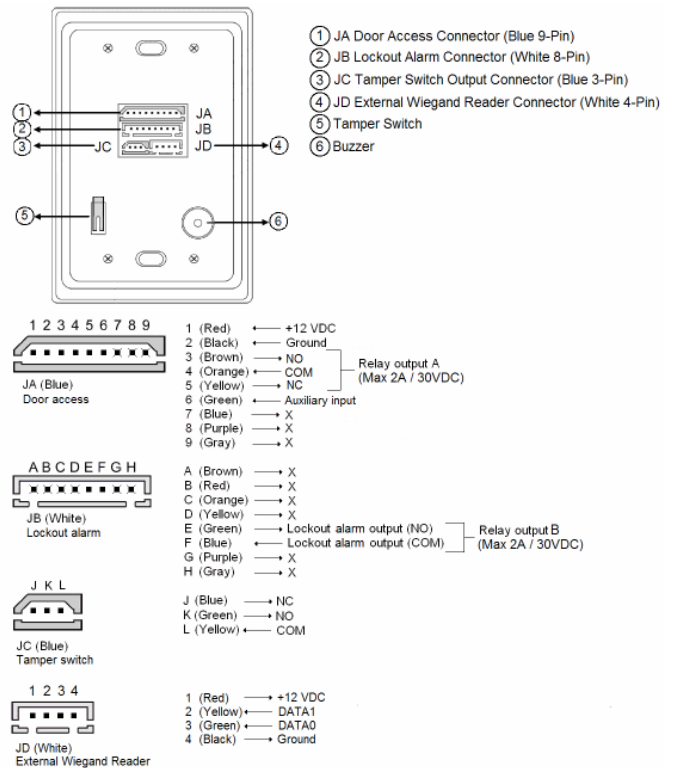 ① JA Door Access Connector (Blue 9-Pin)
② JB Lockout Alarm Connector (White 8-Pin)
③ JC Tamper Switch Output Connector (Blue 3-Pin)
④ JD External Wiegand Reader Connector (White 4-Pin)
⑤ Tamper Switch
⑥ Buzzer
① JA
② JB
③ JC JD ④
⑤ ⑥
1 2 3 4 5 6 7 8 9
JA (Blue)
Door access
1 (Red) ← +12 VDC
2 (Black) ← Ground
3 (Brown) → NO
4 (Orange) ← COM
5 (Yellow) → NC
Relay output A
(Max 2A / 30VDC)
6 (Green) ← Auxiliary input
7 (Blue) → X
8 (Purple) → X
9 (Gray) → X
A B C D E F G H
JB (White)
Lockout alarm
A (Brown) → X
B (Red) → X
C (Orange) → X
D (Yellow) → X
E (Green) → Lockout alarm output (NO)
F (Blue) ← Lockout alarm output (COM)
Relay output B
(Max 2A / 30VDC)
G (Purple) → X
H (Gray) → X
J K L
JC (Blue)
Tamper switch
J (Blue) → NC
K (Green) → NO
L (Yellow) ← COM
1 2 3 4
JD (White)
External Wiegand Reader
1 (Red) → +12 VDC
2 (Yellow) ← DATA1
3 (Green) ← DATA0
4 (Black) → Ground